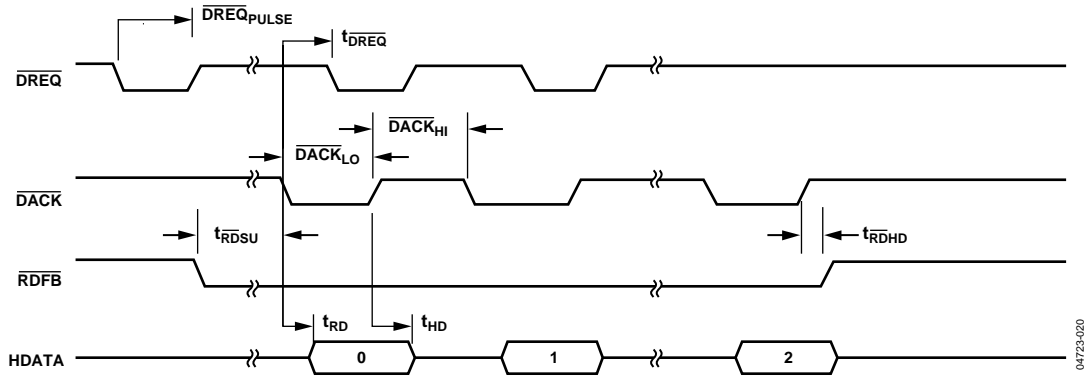 DREQPULSE
tDREQ
DREQ
DACKHI
DACKLO
DACK
tRDSU
tRDHD
RDFB
tRD
tHD
HDATA
0
1
2
04723-020